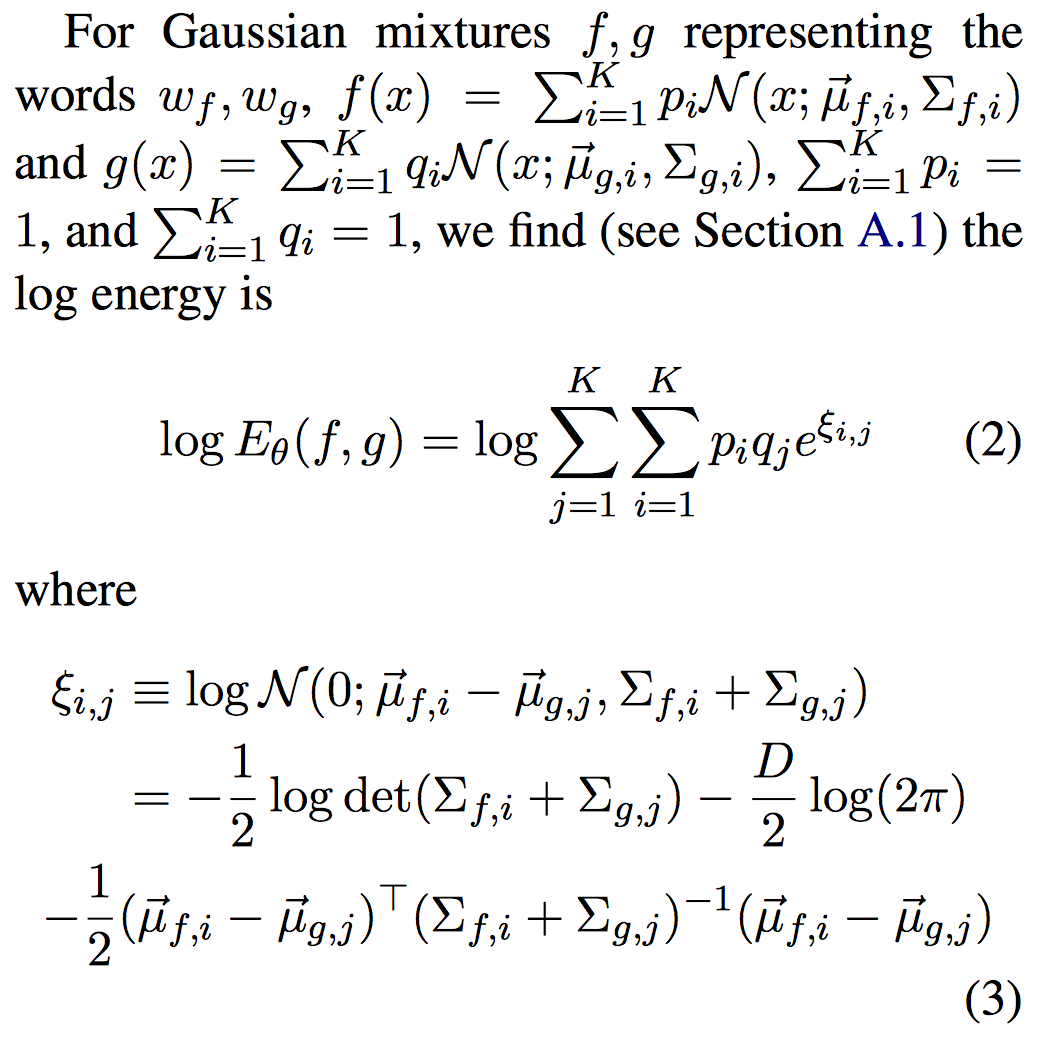 For Gaussian mixtures $f, g$ representing the
words $w_f, w_g$, $f(x) = \sum_{i=1}^{K} p_i \mathcal{N}(x; \vec{\mu}_{f,i}, \Sigma_{f,i})$
and $g(x) = \sum_{i=1}^{K} q_i \mathcal{N}(x; \vec{\mu}_{g,i}, \Sigma_{g,i})$, $\sum_{i=1}^{K} p_i =$
$1$, and $\sum_{i=1}^{K} q_i = 1$, we find (see Section A.1) the
log energy is
$\log E_\theta(f, g) = \log \sum_{j=1}^{K} \sum_{i=1}^{K} p_i q_j e^{\xi_{i,j}}$ (2)
where
$\xi_{i,j} \equiv \log \mathcal{N}(0; \vec{\mu}_{f,i} - \vec{\mu}_{g,j}, \Sigma_{f,i} + \Sigma_{g,j})$
$= -\frac{1}{2} \log \det(\Sigma_{f,i} + \Sigma_{g,j}) - \frac{D}{2} \log(2\pi)$
$-\frac{1}{2} (\vec{\mu}_{f,i} - \vec{\mu}_{g,j})^\top (\Sigma_{f,i} + \Sigma_{g,j})^{-1} (\vec{\mu}_{f,i} - \vec{\mu}_{g,j})$
(3)